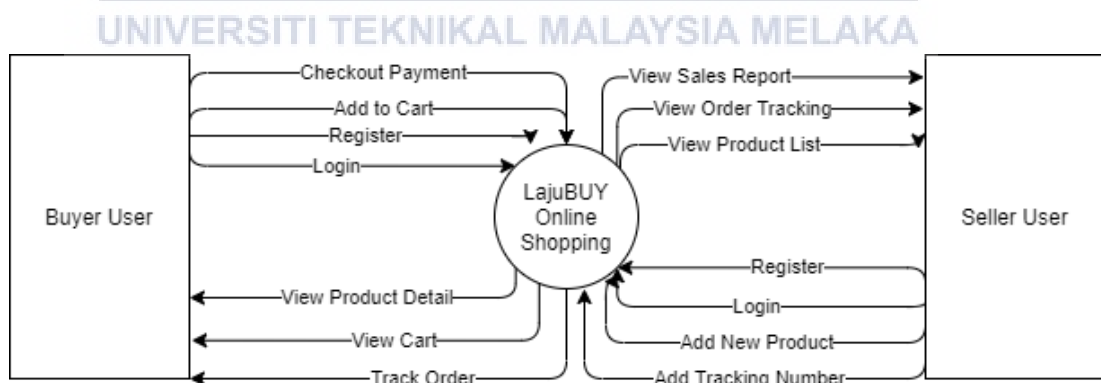 UNIVERSITI TEKNIKAL MALAYSIA MELAKA
Checkout Payment
Add to Cart
Register
Login
Buyer User
View Product Detail
View Cart
Track Order
LajuBUY
Online
Shopping
View Sales Report
View Order Tracking
View Product List
Seller User
Register
Login
Add New Product
Add Tracking Number